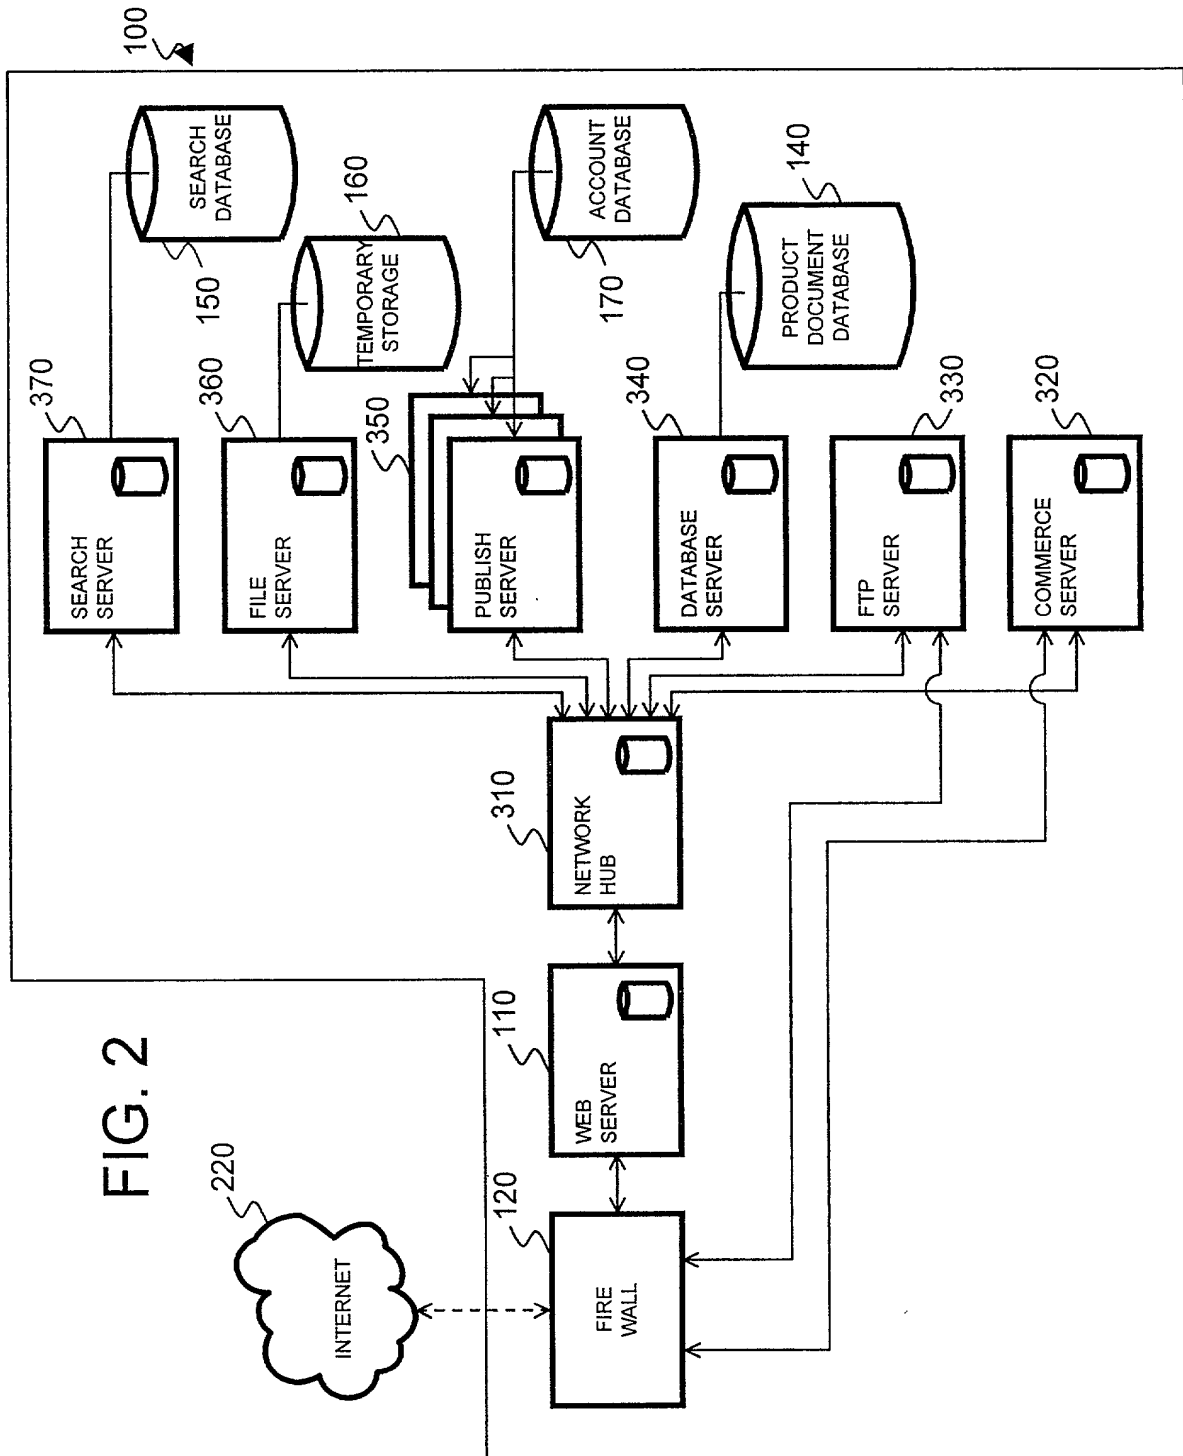 FIG. 2
100
INTERNET
220
FIRE
WALL
120
WEB
SERVER
110
NETWORK
HUB
310
SEARCH
SERVER
370
FILE
SERVER
360
PUBLISH
SERVER
350
DATABASE
SERVER
340
FTP
SERVER
330
COMMERCE
SERVER
320
SEARCH
DATABASE
150
TEMPORARY
STORAGE
160
ACCOUNT
DATABASE
170
PRODUCT
DOCUMENT
DATABASE
140